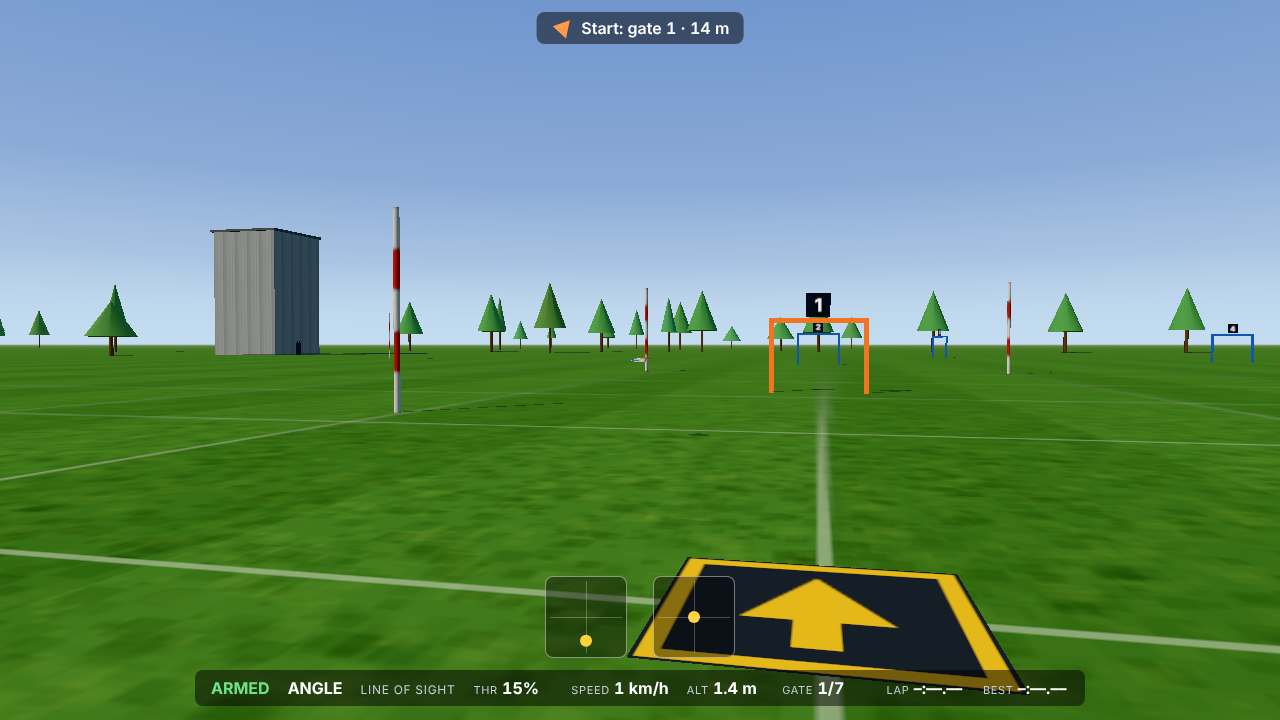 Start: gate 1 · 14 m
1
2
4
ARMED ANGLE LINE OF SIGHT THR 15% SPEED 1 km/h ALT 1.4 m GATE 1/7 LAP –:––.–– BEST –:––.––